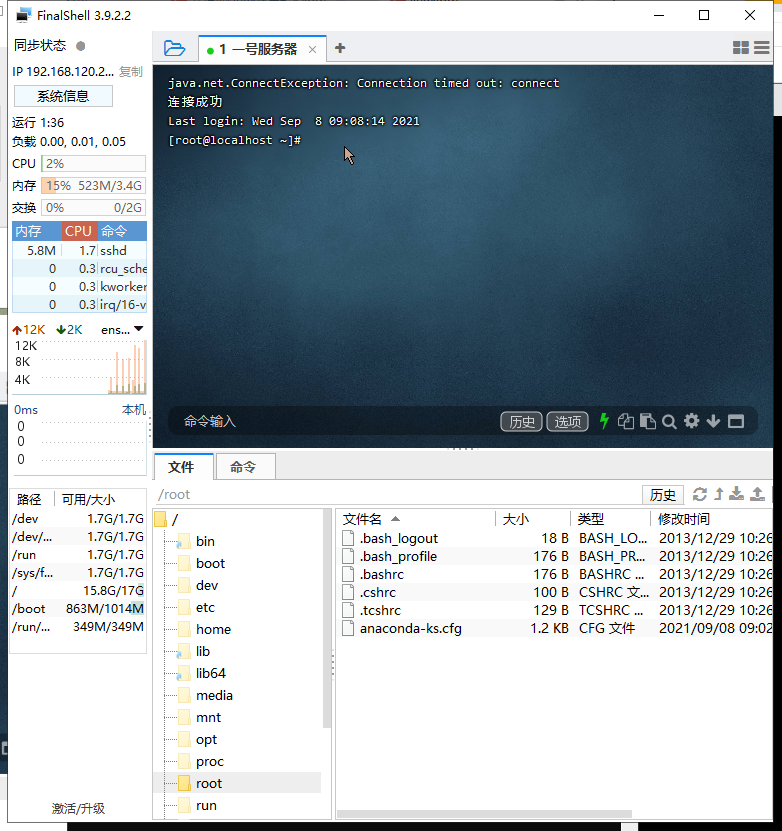 FinalShell 3.9.2.2
同步状态
IP 192.168.120.2... 复制
系统信息
运行 1:36
负载 0.00, 0.01, 0.05
CPU 2%
内存 15% 523M/3.4G
交换 0% 0/2G
内存 CPU 命令
5.8M 1.7 sshd
0 0.3 rcu_sche
0 0.3 kworker
0 0.3 irq/16-v
12K 2K ens...
12K
8K
4K
0ms 本机
0
0
0
路径 可用/大小
/dev 1.7G/1.7G
/dev/... 1.7G/1.7G
/run 1.7G/1.7G
/sys/f... 1.7G/1.7G
/ 15.8G/17G
/boot 863M/1014M
/run/... 349M/349M
激活/升级
1 一号服务器
java.net.ConnectException: Connection timed out: connect
连接成功
Last login: Wed Sep  8 09:08:14 2021
[root@localhost ~]#
命令输入 历史 选项
文件 命令
/root 历史
/
bin
boot
dev
etc
home
lib
lib64
media
mnt
opt
proc
root
run
文件名 大小 类型 修改时间
.bash_logout 18 B BASH_LO... 2013/12/29 10:26
.bash_profile 176 B BASH_PR... 2013/12/29 10:26
.bashrc 176 B BASHRC ... 2013/12/29 10:26
.cshrc 100 B CSHRC 文... 2013/12/29 10:26
.tcshrc 129 B TCSHRC ... 2013/12/29 10:26
anaconda-ks.cfg 1.2 KB CFG 文件 2021/09/08 09:02